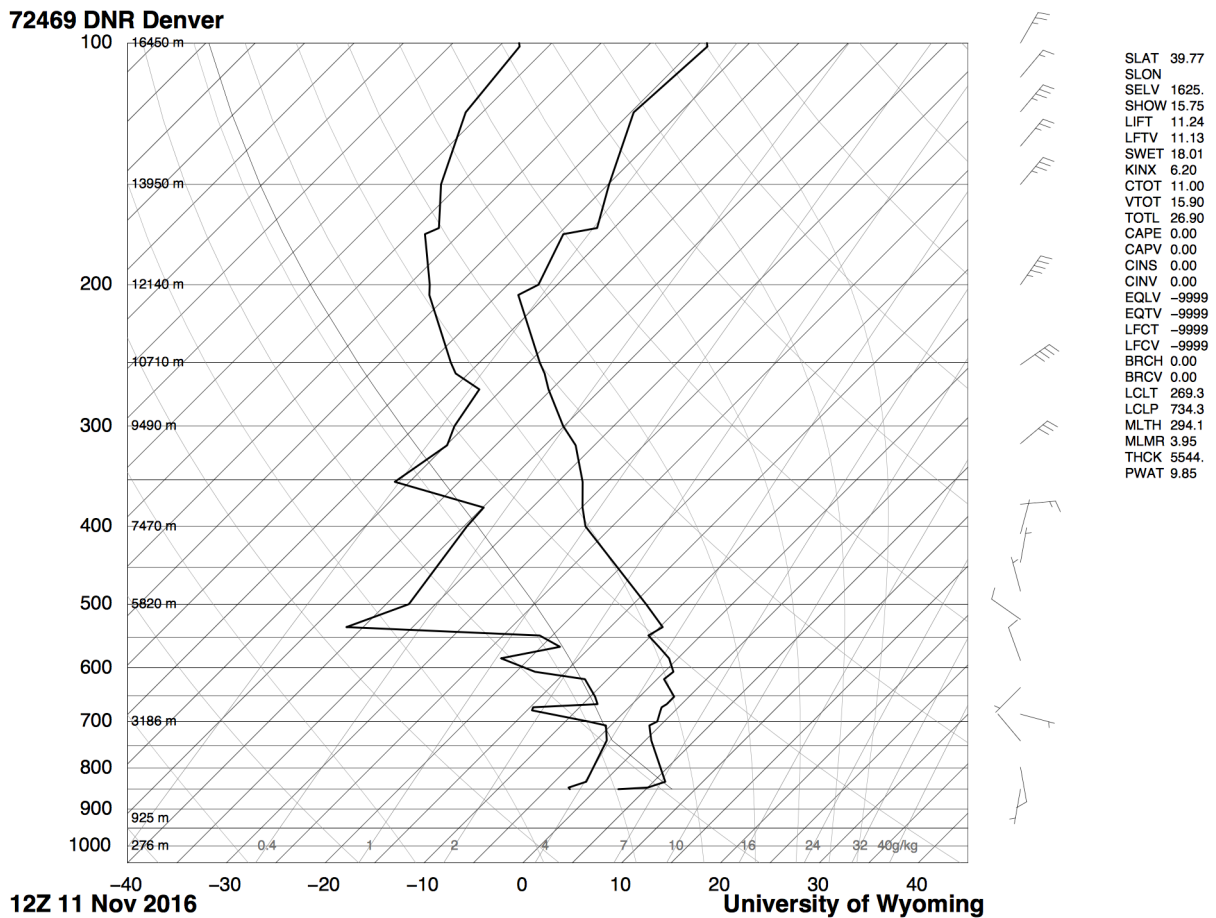 72469 DNR Denver
100 16450 m
13950 m
200 12140 m
10710 m
300 9490 m
400 7470 m
500 5820 m
600
700 3186 m
800
900
925 m
1000 276 m 0.4 1 2 4 7 10 16 24 32 40g/kg
−40 −30 −20 −10 0 10 20 30 40
12Z 11 Nov 2016 University of Wyoming
SLAT 39.77
SLON
SELV 1625.
SHOW 15.75
LIFT 11.24
LFTV 11.13
SWET 18.01
KINX 6.20
CTOT 11.00
VTOT 15.90
TOTL 26.90
CAPE 0.00
CAPV 0.00
CINS 0.00
CINV 0.00
EQLV −9999
EQTV −9999
LFCT −9999
LFCV −9999
BRCH 0.00
BRCV 0.00
LCLT 269.3
LCLP 734.3
MLTH 294.1
MLMR 3.95
THCK 5544.
PWAT 9.85